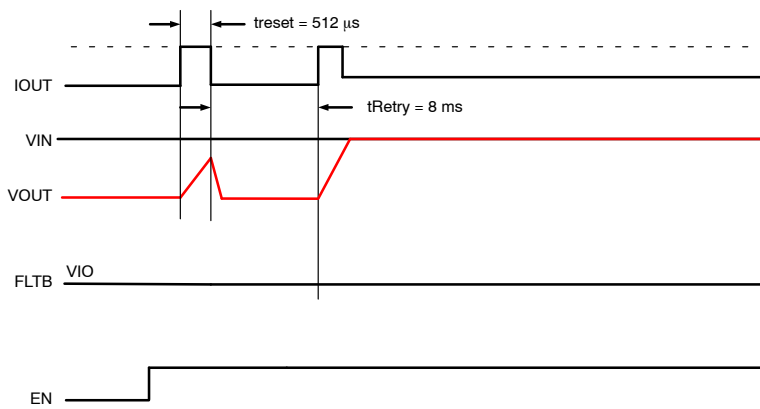 treset = 512 μs
IOUT
tRetry = 8 ms
VIN
VOUT
VIO
FLTB
EN